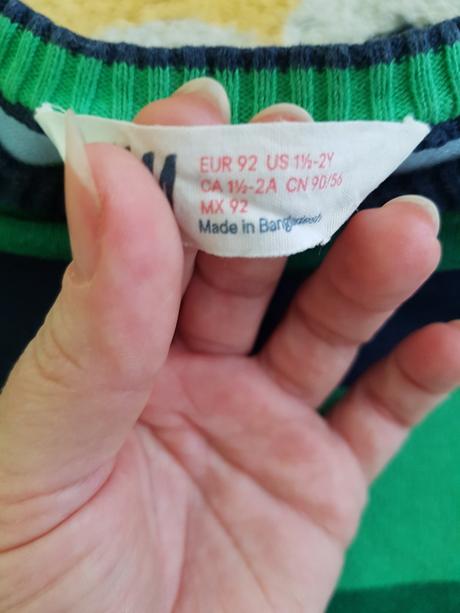 EUR 92 US 1½-2Y
CA 1½-2A CN 90/56
MX 92
Made in Bangladesh